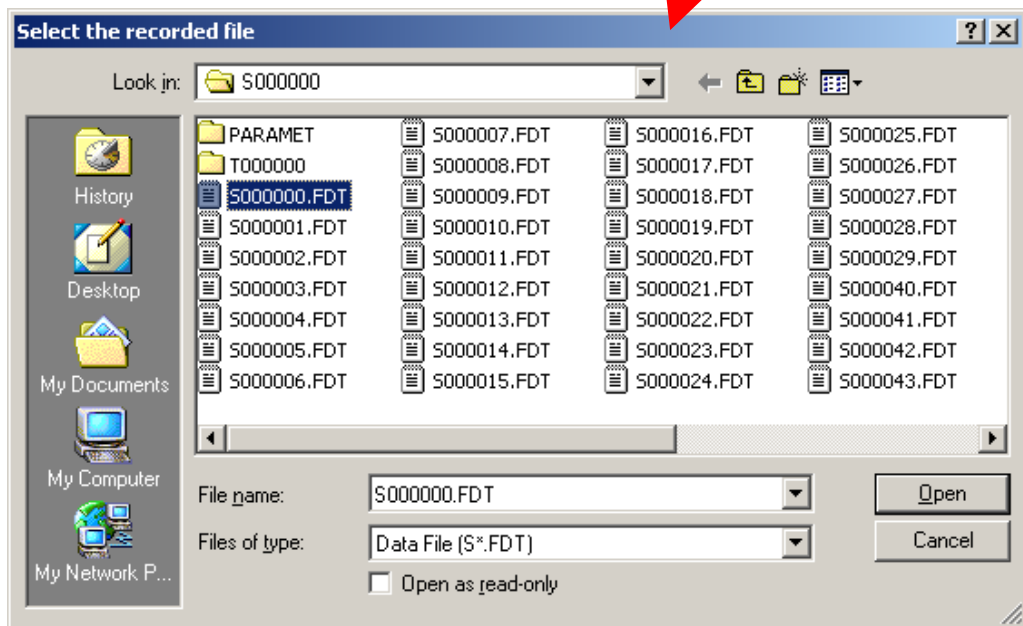 Select the recorded file
Look in: S000000
History
Desktop
My Documents
My Computer
My Network P...
PARAMET S000007.FDT S000016.FDT S000025.FDT
T000000 S000008.FDT S000017.FDT S000026.FDT
S000000.FDT S000009.FDT S000018.FDT S000027.FDT
S000001.FDT S000010.FDT S000019.FDT S000028.FDT
S000002.FDT S000011.FDT S000020.FDT S000029.FDT
S000003.FDT S000012.FDT S000021.FDT S000040.FDT
S000004.FDT S000013.FDT S000022.FDT S000041.FDT
S000005.FDT S000014.FDT S000023.FDT S000042.FDT
S000006.FDT S000015.FDT S000024.FDT S000043.FDT
File name: S000000.FDT Open
Files of type: Data File (S*.FDT) Cancel
Open as read-only